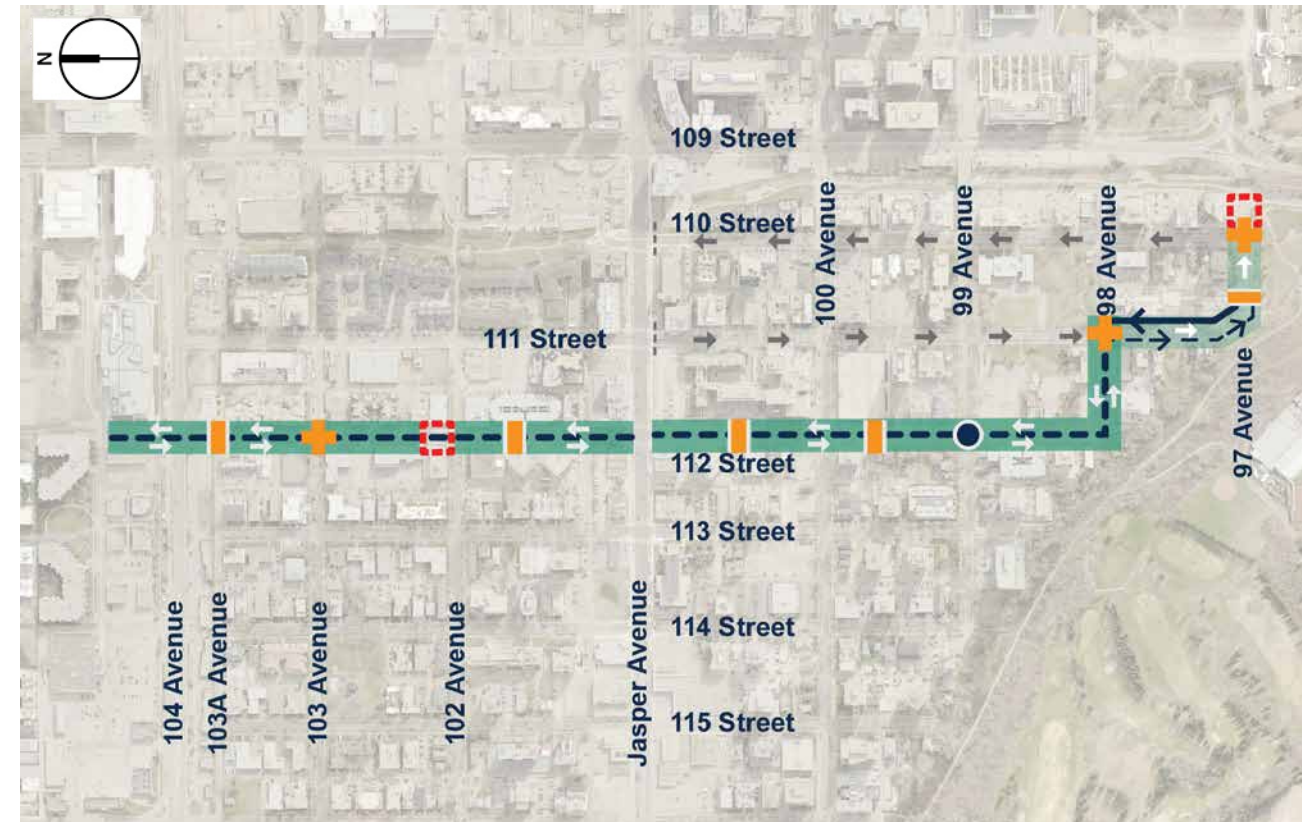 N
109 Street
110 Street
111 Street
100 Avenue
99 Avenue
98 Avenue
97 Avenue
112 Street
113 Street
114 Street
115 Street
104 Avenue
103A Avenue
103 Avenue
102 Avenue
Jasper Avenue